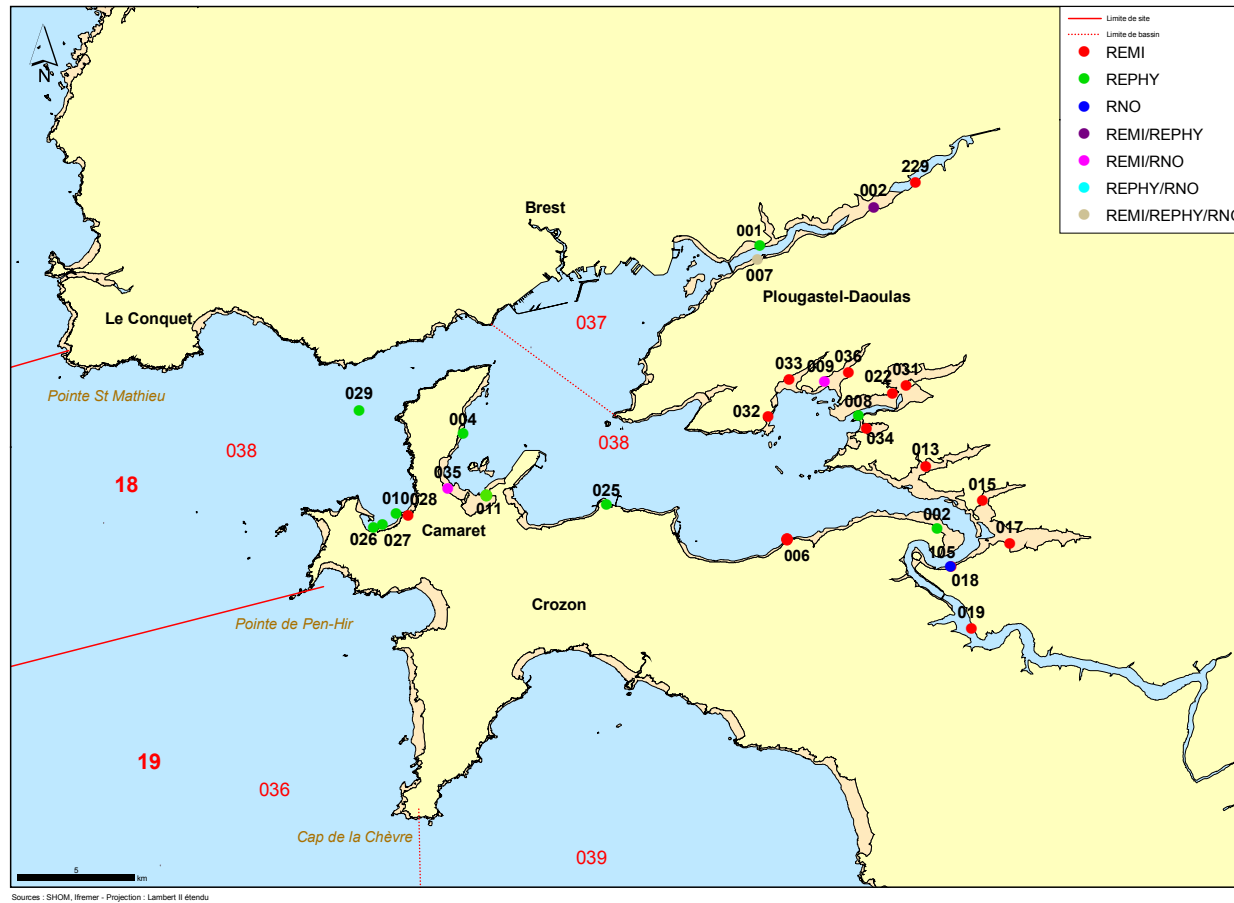 Limite de site
Limite de bassin
REMI
REPHY
RNO
REMI/REPHY
REMI/RNO
REPHY/RNO
REMI/REPHY/RNO
N
229
002
Brest
001
007
Plougastel-Daoulas
Le Conquet
037
Pointe St Mathieu
033
009
036
022
031
029
008
032
004
034
038
038
013
18
035
015
010
028
011
025
Camaret
002
026
027
017
006
105
018
Crozon
Pointe de Pen-Hir
019
19
036
Cap de la Chèvre
039
5
km
Sources : SHOM, Ifremer - Projection : Lambert II étendu